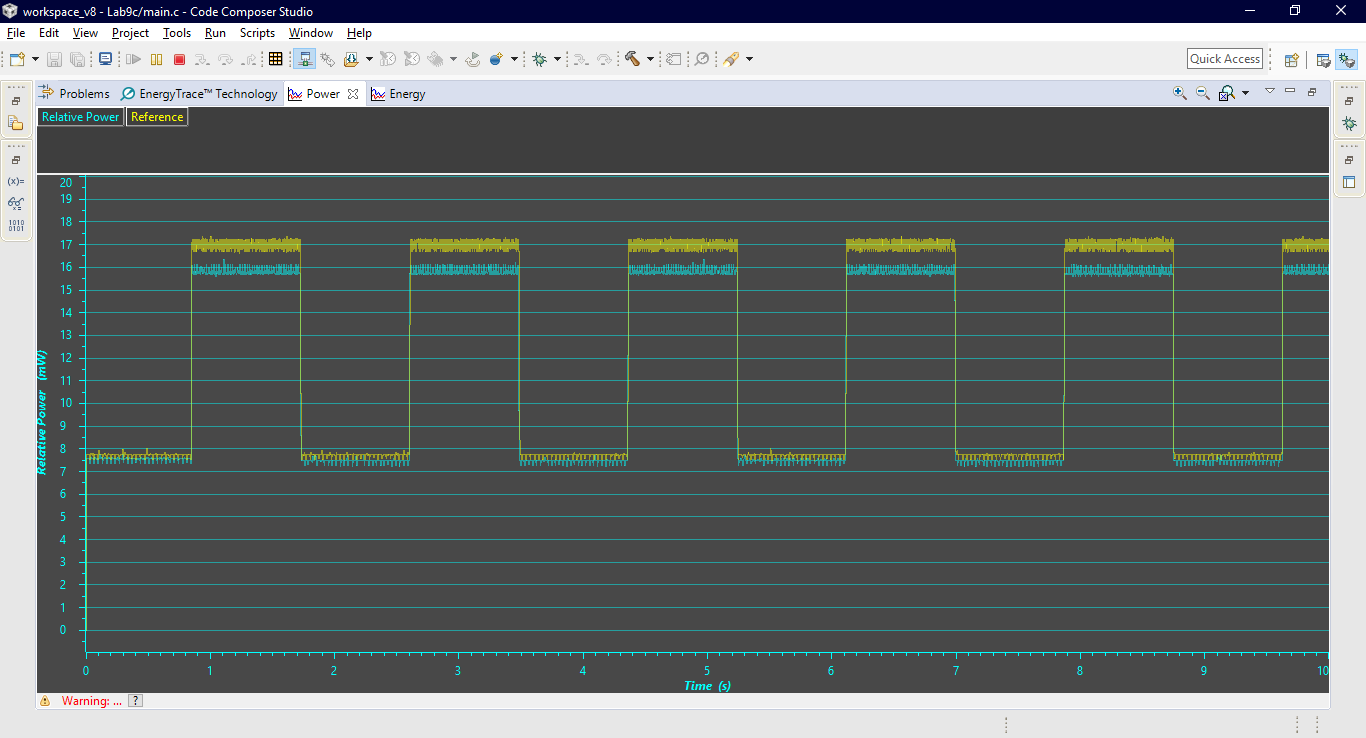 workspace_v8 - Lab9c/main.c - Code Composer Studio
File Edit View Project Tools Run Scripts Window Help
Quick Access
Problems EnergyTrace™ Technology Power Energy
Relative Power Reference
20
19
18
17
16
15
14
13
12
11
10
9
8
7
6
5
4
3
2
1
0
Relative Power (mW)
0 1 2 3 4 5 6 7 8 9 10
Time (s)
(x)=
1010
0101
Warning: ... ?